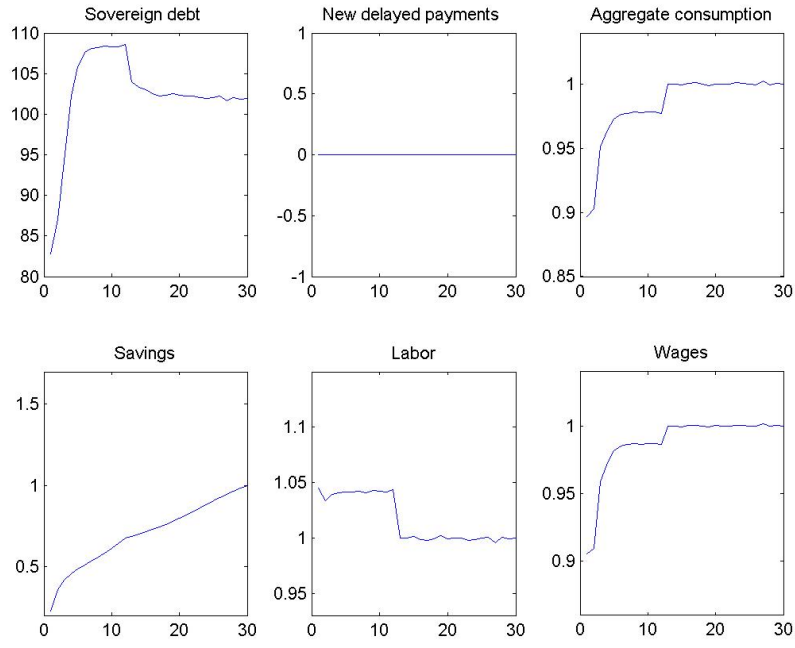 Sovereign debt
New delayed payments
Aggregate consumption
110
105
100
95
90
85
80
0 10 20 30
1
0.5
0
-0.5
-1
0 10 20 30
1
0.95
0.9
0.85
0 10 20 30
Savings
Labor
Wages
1.5
1
0.5
0 10 20 30
1.1
1.05
1
0.95
0 10 20 30
1
0.95
0.9
0 10 20 30